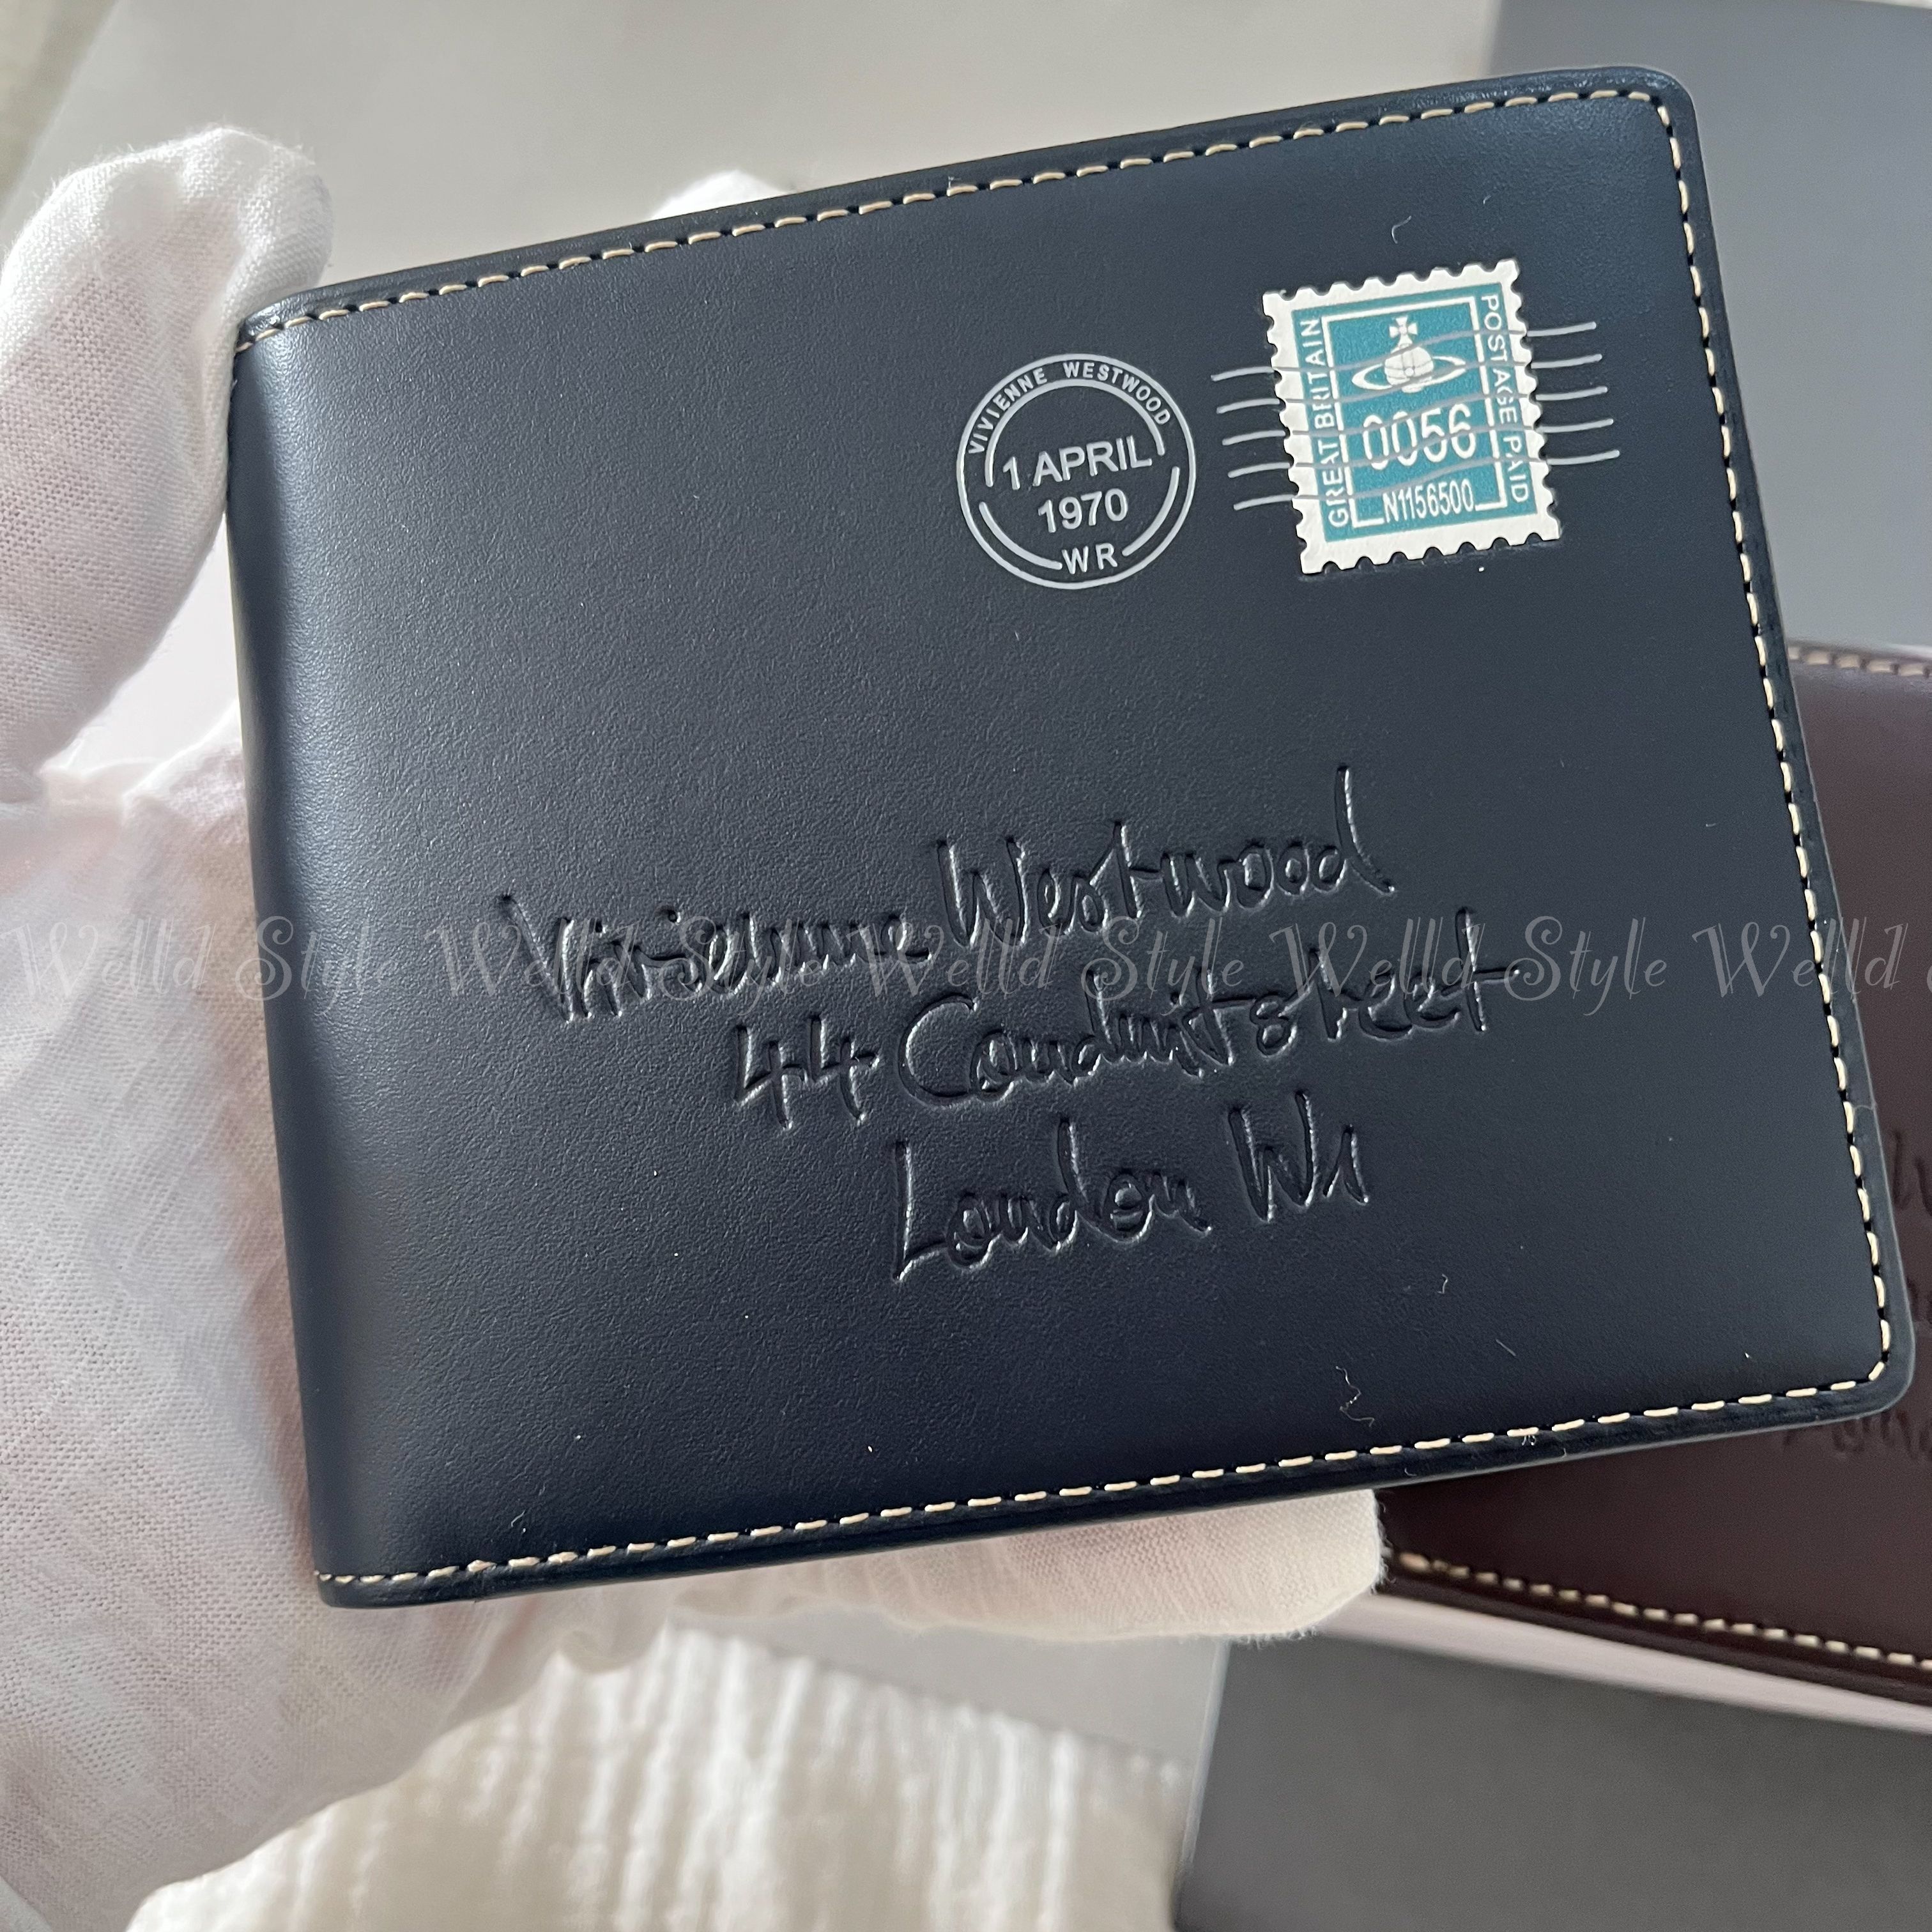 VIVIENNE WESTWOOD
1 APRIL
1970
WR
GREAT BRITAIN
POSTAGE PAID
0056
N1156500
Vivienne Westwood
44 Conduit street
London W1
Welld Style Welld Style Welld Style Welld S